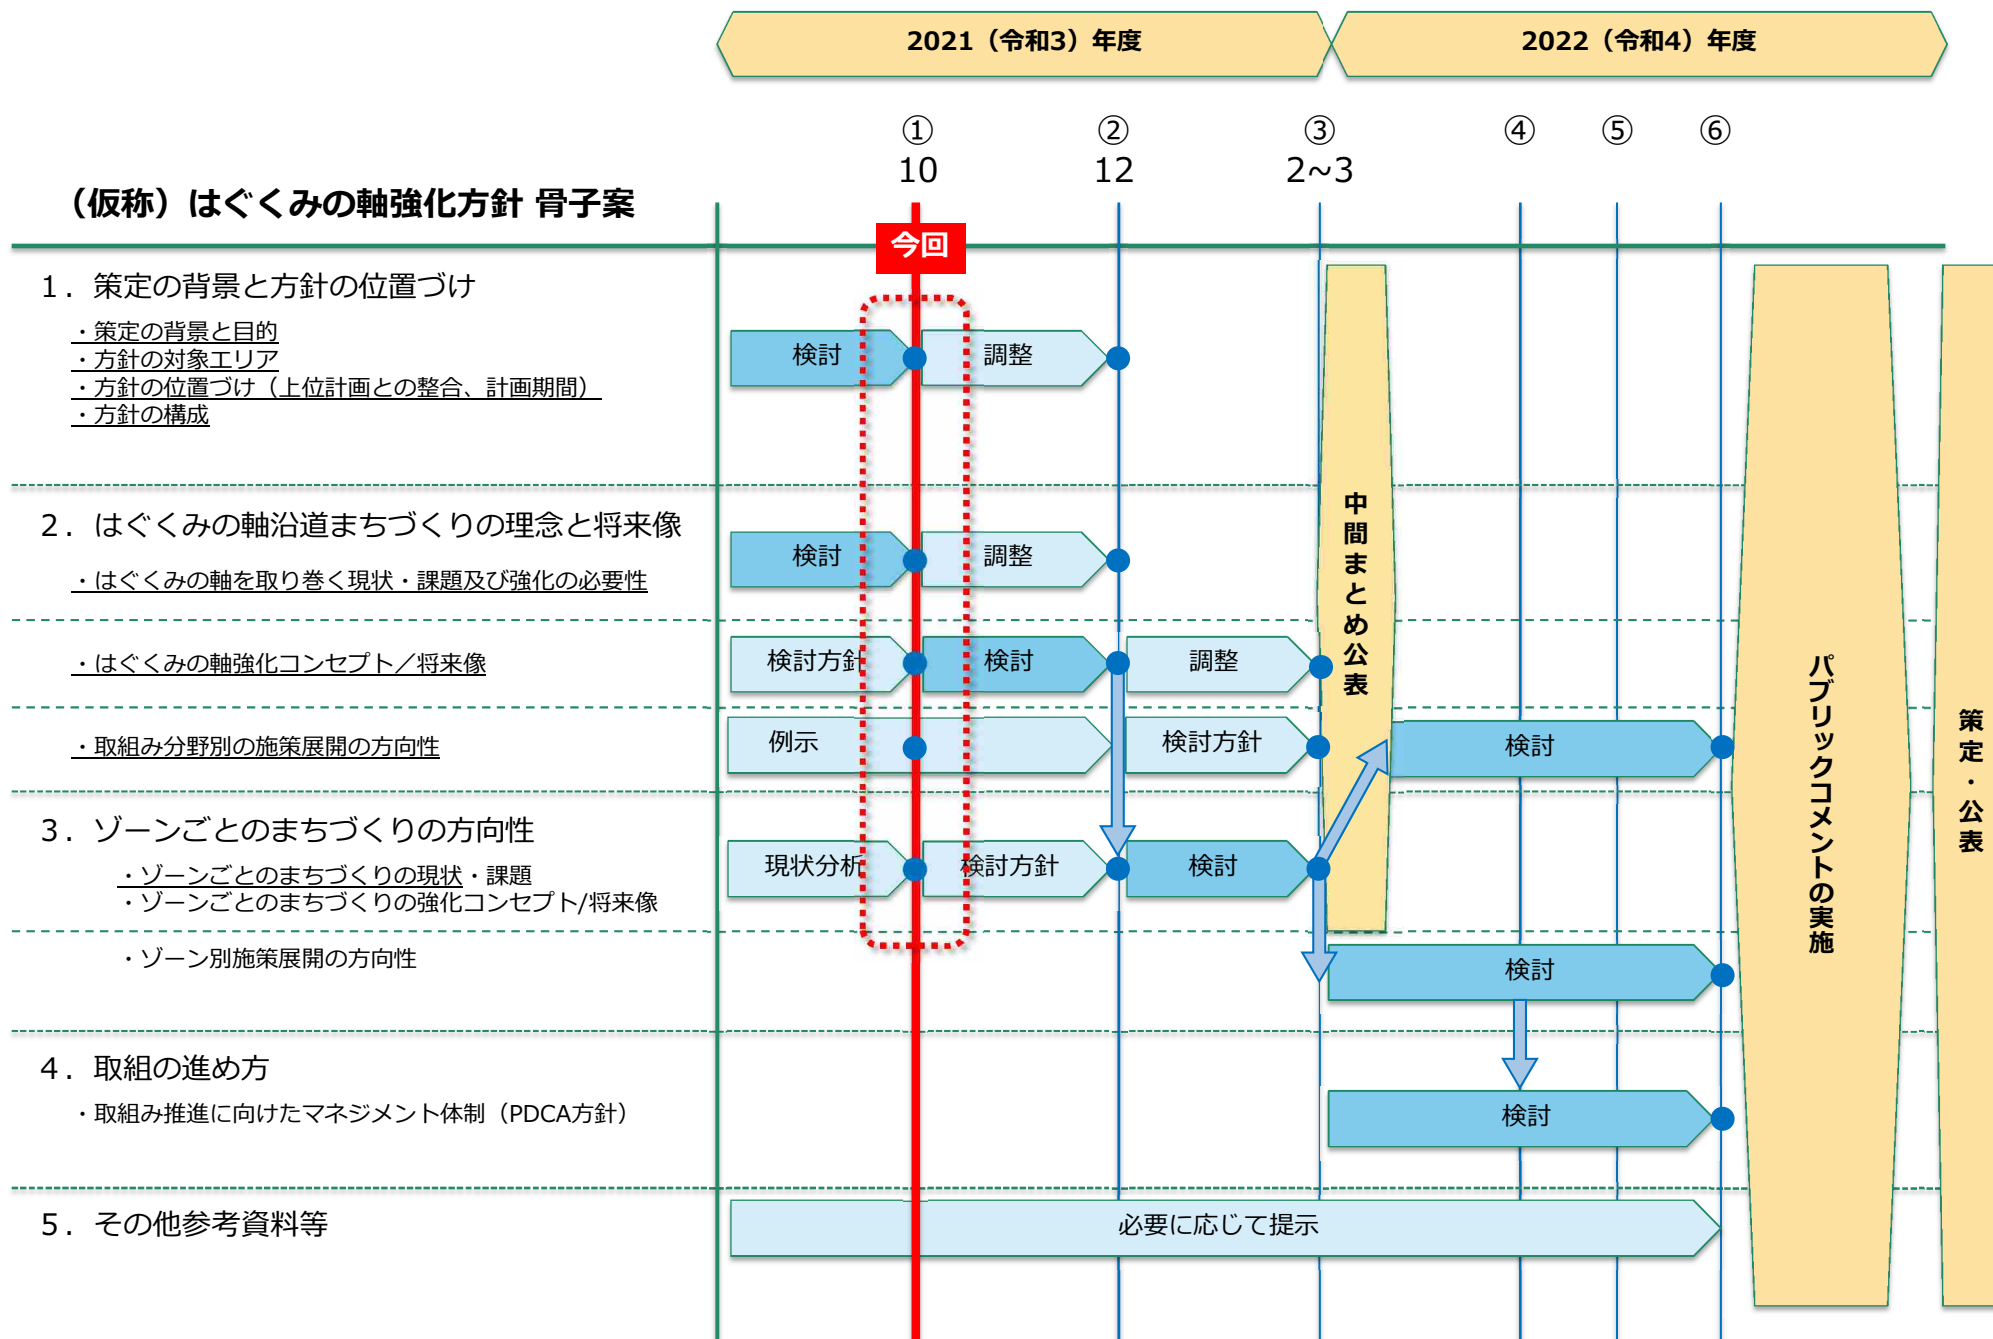 2021（令和3）年度
2022（令和4）年度
①
②
③
④
⑤
⑥
10
12
2~3
（仮称）はぐくみの軸強化方針 骨子案
今回
1．策定の背景と方針の位置づけ
・策定の背景と目的
・方針の対象エリア
・方針の位置づけ（上位計画との整合、計画期間）
・方針の構成
検討
調整
2．はぐくみの軸沿道まちづくりの理念と将来像
・はぐくみの軸を取り巻く現状・課題及び強化の必要性
検討
調整
・はぐくみの軸強化コンセプト／将来像
検討方針
検討
調整
・取組み分野別の施策展開の方向性
例示
検討方針
検討
3．ゾーンごとのまちづくりの方向性
・ゾーンごとのまちづくりの現状・課題
・ゾーンごとのまちづくりの強化コンセプト/将来像
現状分析
検討方針
検討
・ゾーン別施策展開の方向性
検討
4．取組の進め方
・取組み推進に向けたマネジメント体制（PDCA方針）
検討
5．その他参考資料等
必要に応じて提示
中間まとめ公表
パブリックコメントの実施
策定・公表